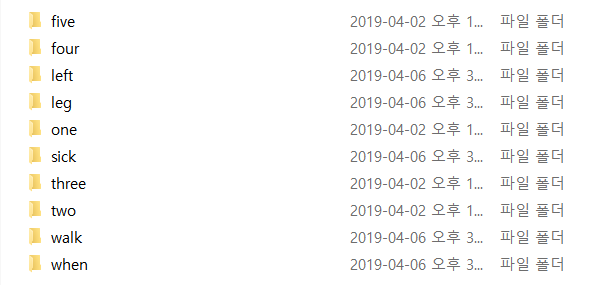 five 2019-04-02 오후 1... 파일 폴더
four 2019-04-02 오후 1... 파일 폴더
left 2019-04-06 오후 3... 파일 폴더
leg 2019-04-06 오후 3... 파일 폴더
one 2019-04-02 오후 1... 파일 폴더
sick 2019-04-06 오후 3... 파일 폴더
three 2019-04-02 오후 1... 파일 폴더
two 2019-04-02 오후 1... 파일 폴더
walk 2019-04-06 오후 3... 파일 폴더
when 2019-04-06 오후 3... 파일 폴더